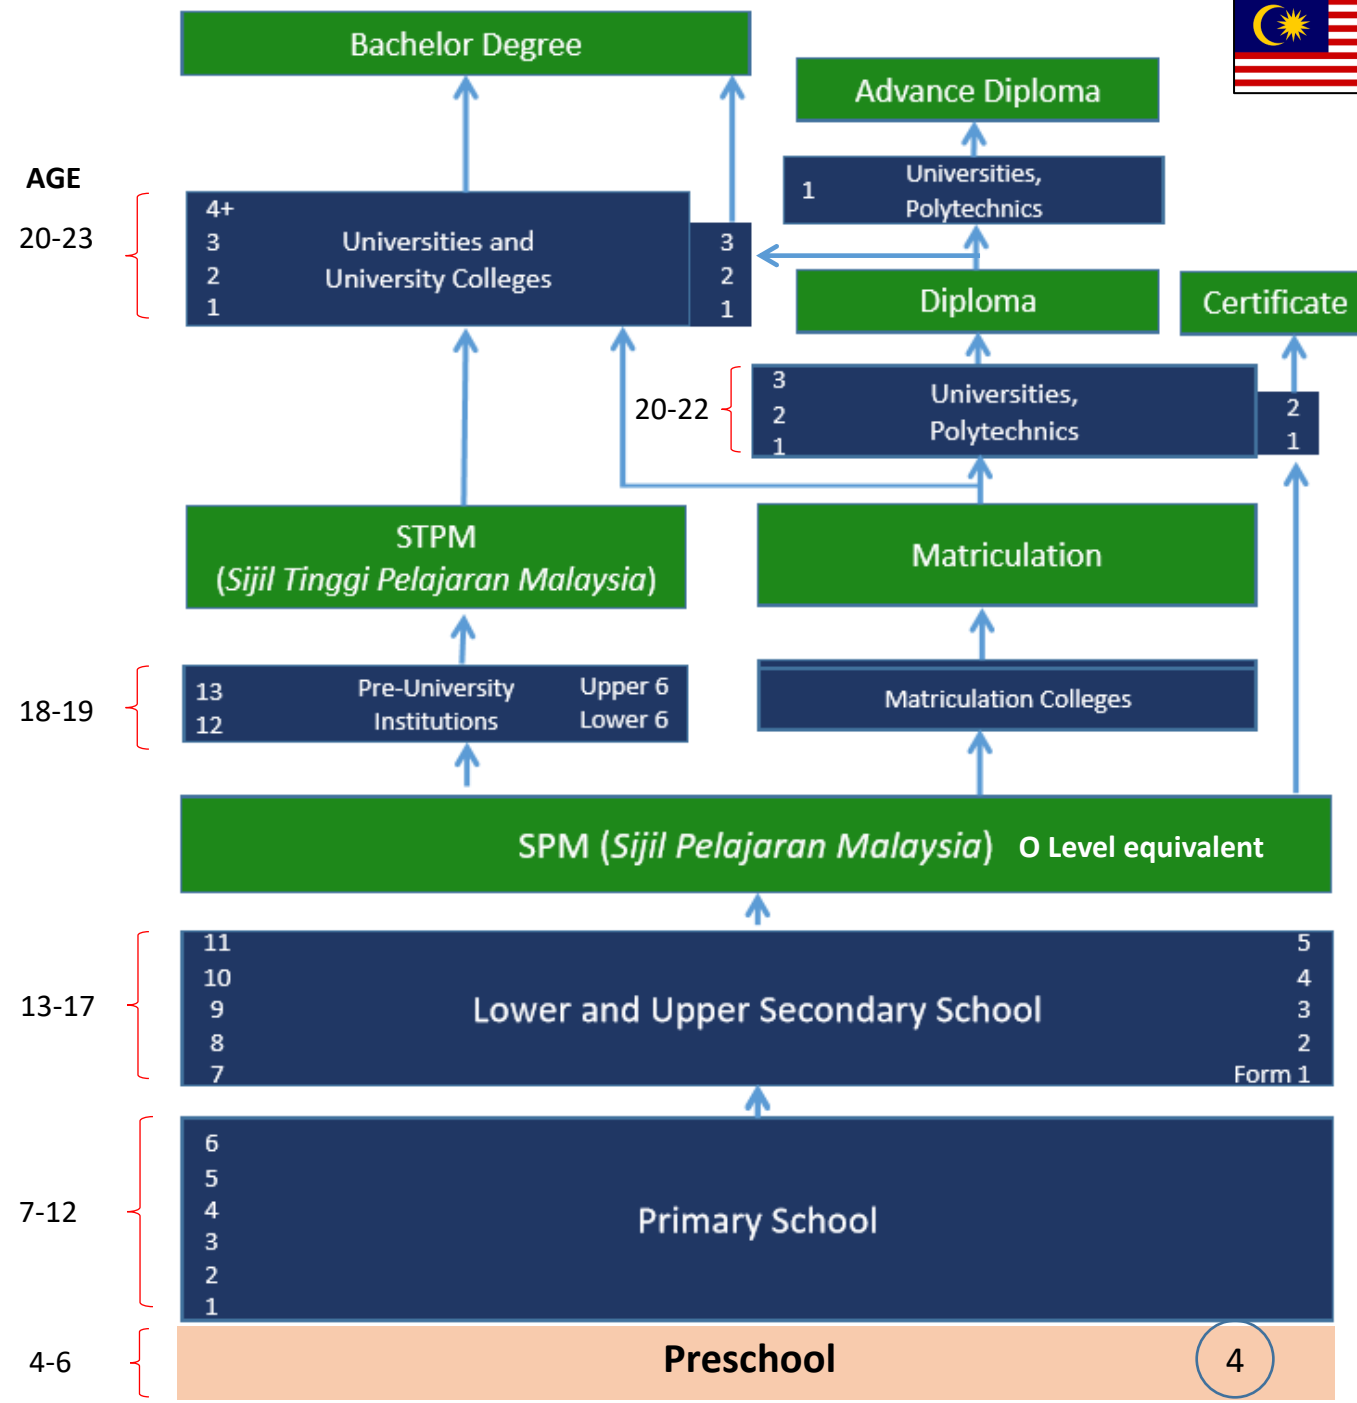 Bachelor Degree
Advance Diploma
AGE
20-23
4+
3
2
1
Universities and
University Colleges
3
2
1
1
Universities,
Polytechnics
Diploma
Certificate
20-22
3
2
1
Universities,
Polytechnics
2
1
STPM
(Sijil Tinggi Pelajaran Malaysia)
Matriculation
18-19
13
12
Pre-University
Institutions
Upper 6
Lower 6
Matriculation Colleges
SPM (Sijil Pelajaran Malaysia) O Level equivalent
13-17
11
10
9
8
7
Lower and Upper Secondary School
5
4
3
2
Form 1
7-12
6
5
4
3
2
1
Primary School
4-6
Preschool
4